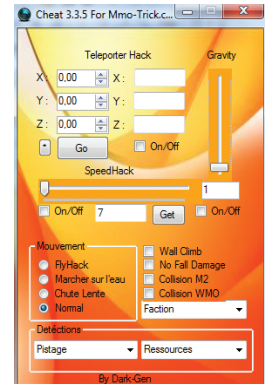 Cheat 3.3.5 For Mmo-Trick.c...
Teleporter Hack
Gravity
X: 0,00 X:
Y: 0,00 Y:
Z: 0,00 Z:
* Go On/Off
SpeedHack
1
On/Off 7 Get On/Off
Mouvement
FlyHack
Marcher sur l'eau
Chute Lente
Normal
Wall Climb
No Fall Damage
Collision M2
Collision WMO
Faction
Detéctions
Pistage Ressources
By Dark-Gen